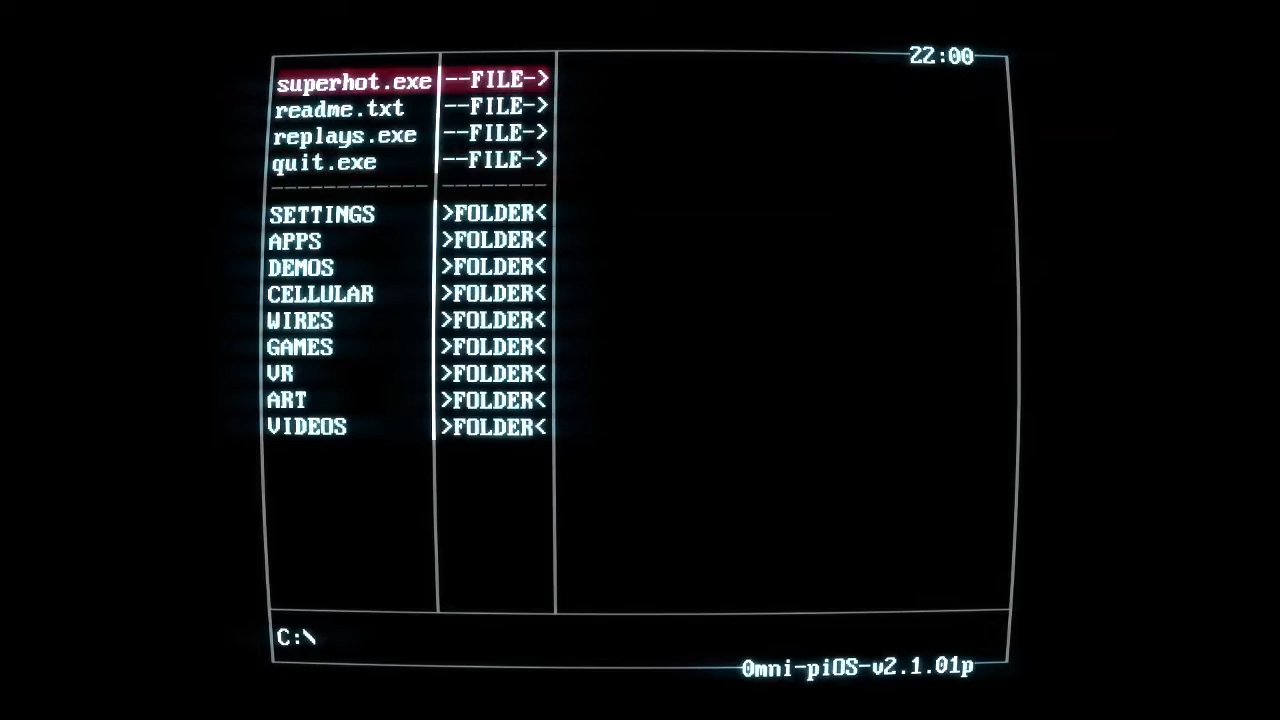 22:00
superhot.exe --FILE->
readme.txt --FILE->
replays.exe --FILE->
quit.exe --FILE->
------------ --------
SETTINGS >FOLDER<
APPS >FOLDER<
DEMOS >FOLDER<
CELLULAR >FOLDER<
WIRES >FOLDER<
GAMES >FOLDER<
VR >FOLDER<
ART >FOLDER<
VIDEOS >FOLDER<
C:\
0mni-piOS-v2.1.01p